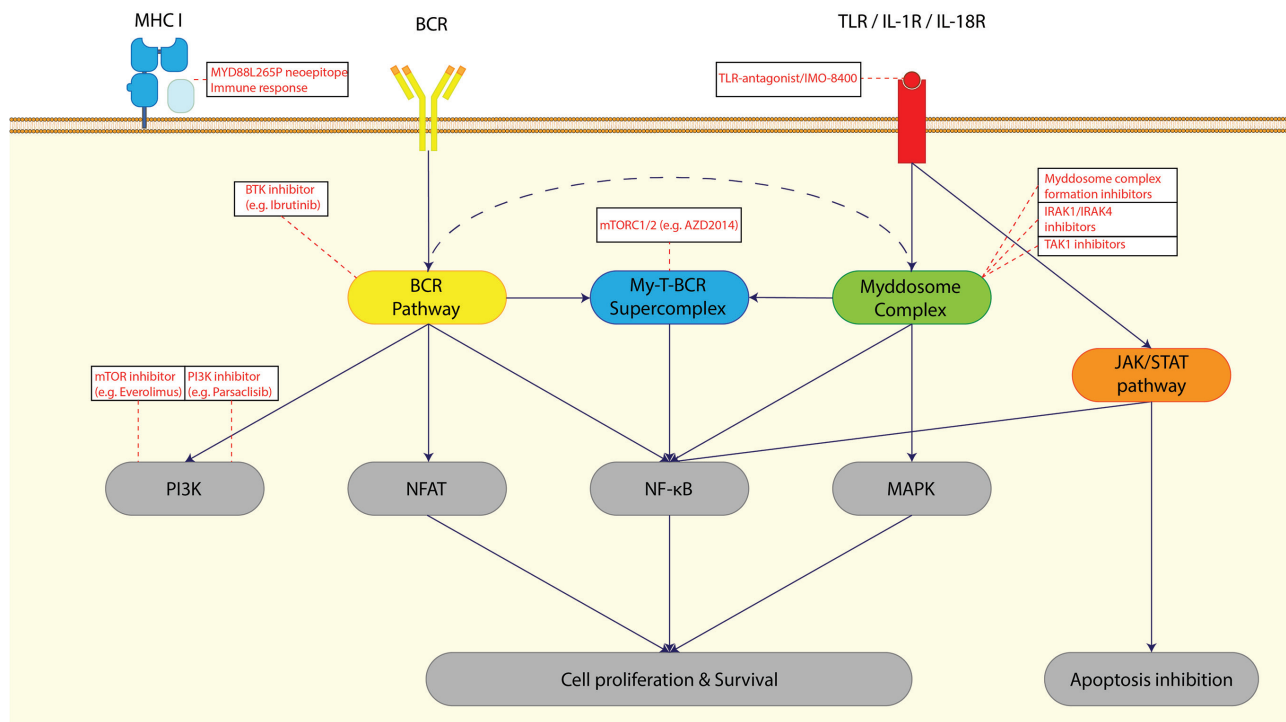 MHC I
BCR
TLR / IL-1R / IL-18R
MYD88L265P neoepitope
Immune response
TLR-antagonist/IMO-8400
BTK inhibitor
(e.g. Ibrutinib)
mTORC1/2 (e.g. AZD2014)
Myddosome complex
formation inhibitors
IRAK1/IRAK4
inhibitors
TAK1 inhibitors
BCR
Pathway
My-T-BCR
Supercomplex
Myddosome
Complex
JAK/STAT
pathway
mTOR inhibitor
(e.g. Everolimus)
PI3K inhibitor
(e.g. Parsaclisib)
PI3K
NFAT
NF-κB
MAPK
Cell proliferation & Survival
Apoptosis inhibition